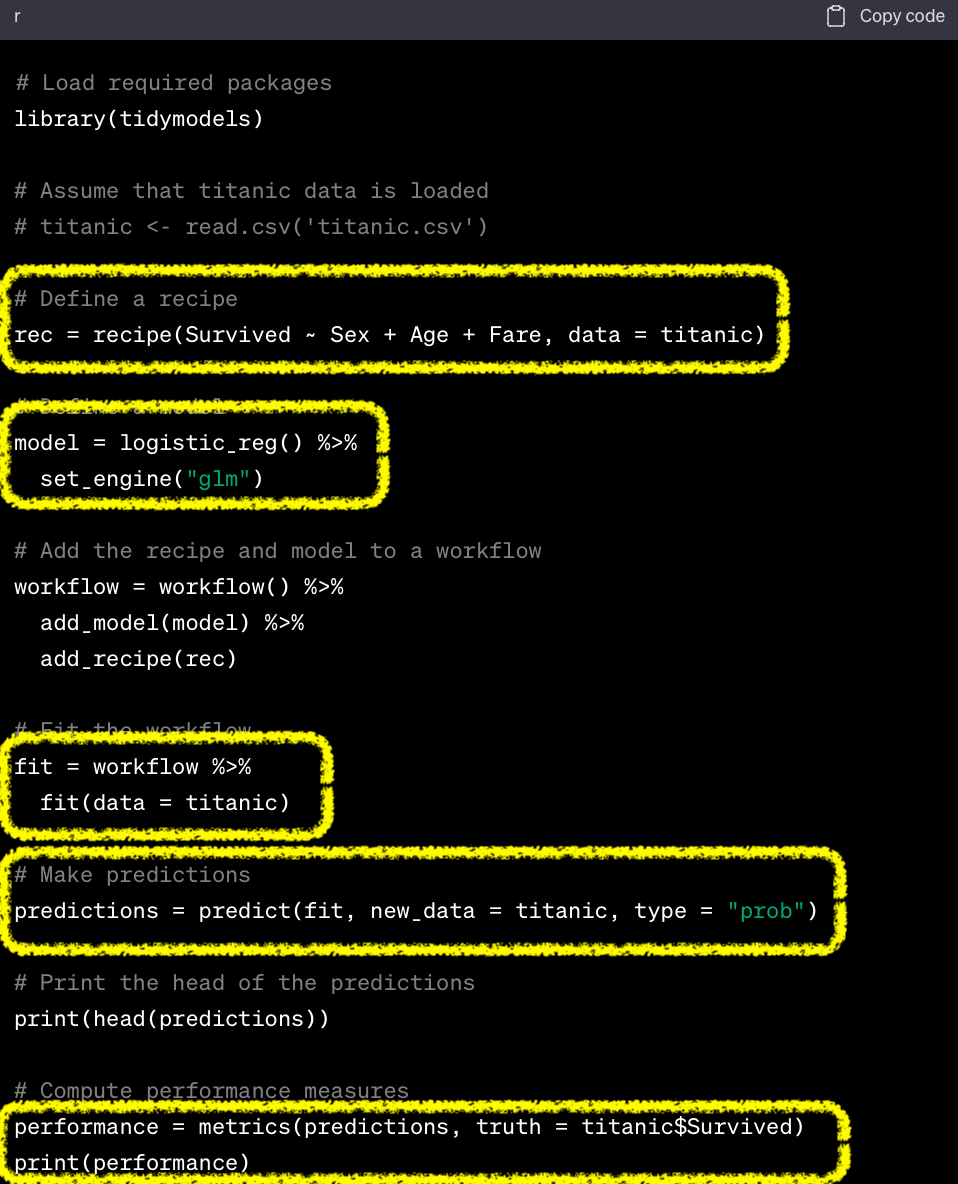 r Copy code
# Load required packages
library(tidymodels)
# Assume that titanic data is loaded
# titanic <- read.csv('titanic.csv')
# Define a recipe
rec = recipe(Survived ~ Sex + Age + Fare, data = titanic)
# Define a model
model = logistic_reg() %>%
  set_engine("glm")
# Add the recipe and model to a workflow
workflow = workflow() %>%
  add_model(model) %>%
  add_recipe(rec)
# Fit the workflow
fit = workflow %>%
  fit(data = titanic)
# Make predictions
predictions = predict(fit, new_data = titanic, type = "prob")
# Print the head of the predictions
print(head(predictions))
# Compute performance measures
performance = metrics(predictions, truth = titanic$Survived)
print(performance)